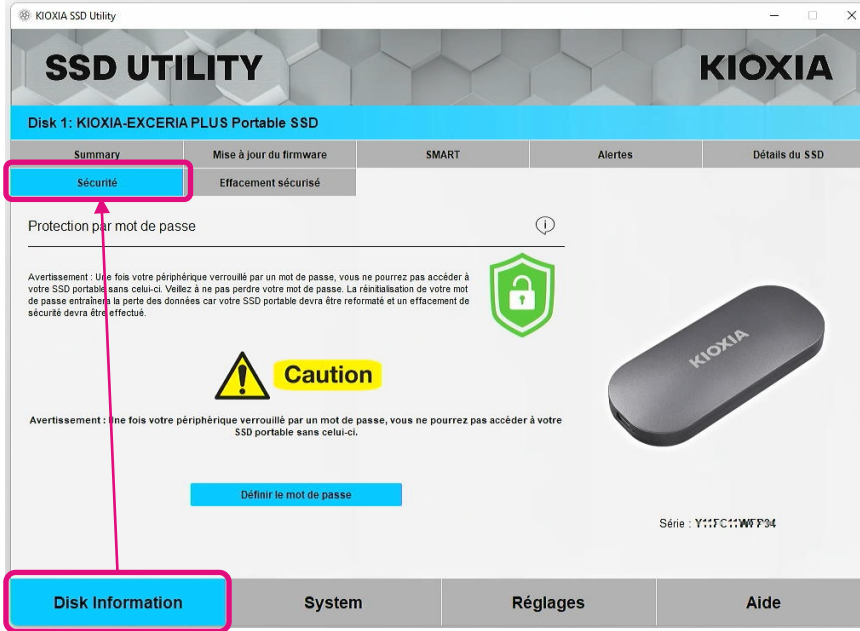 KIOXIA SSD Utility
SSD UTILITY
KIOXIA
Disk 1: KIOXIA-EXCERIA PLUS Portable SSD
Summary
Mise à jour du firmware
SMART
Alertes
Détails du SSD
Sécurité
Effacement sécurisé
Protection par mot de passe
Avertissement : Une fois votre périphérique verrouillé par un mot de passe, vous ne pourrez pas accéder à
votre SSD portable sans celui-ci. Veillez à ne pas perdre votre mot de passe. La réinitialisation de votre mot
de passe entraînera la perte des données car votre SSD portable devra être reformaté et un effacement de
sécurité devra être effectué.
KIOXIA
Caution
Avertissement : Une fois votre périphérique verrouillé par un mot de passe, vous ne pourrez pas accéder à votre
SSD portable sans celui-ci.
Définir le mot de passe
Série :
Disk Information
System
Réglages
Aide